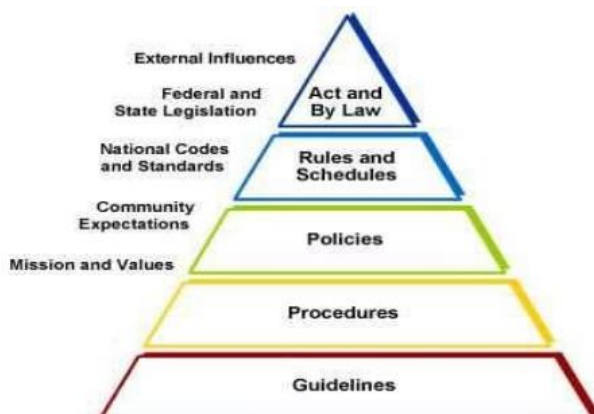 External Influences
Federal and
State Legislation
Act and
By Law
National Codes
and Standards
Rules and
Schedules
Community
Expectations
Policies
Mission and Values
Procedures
Guidelines